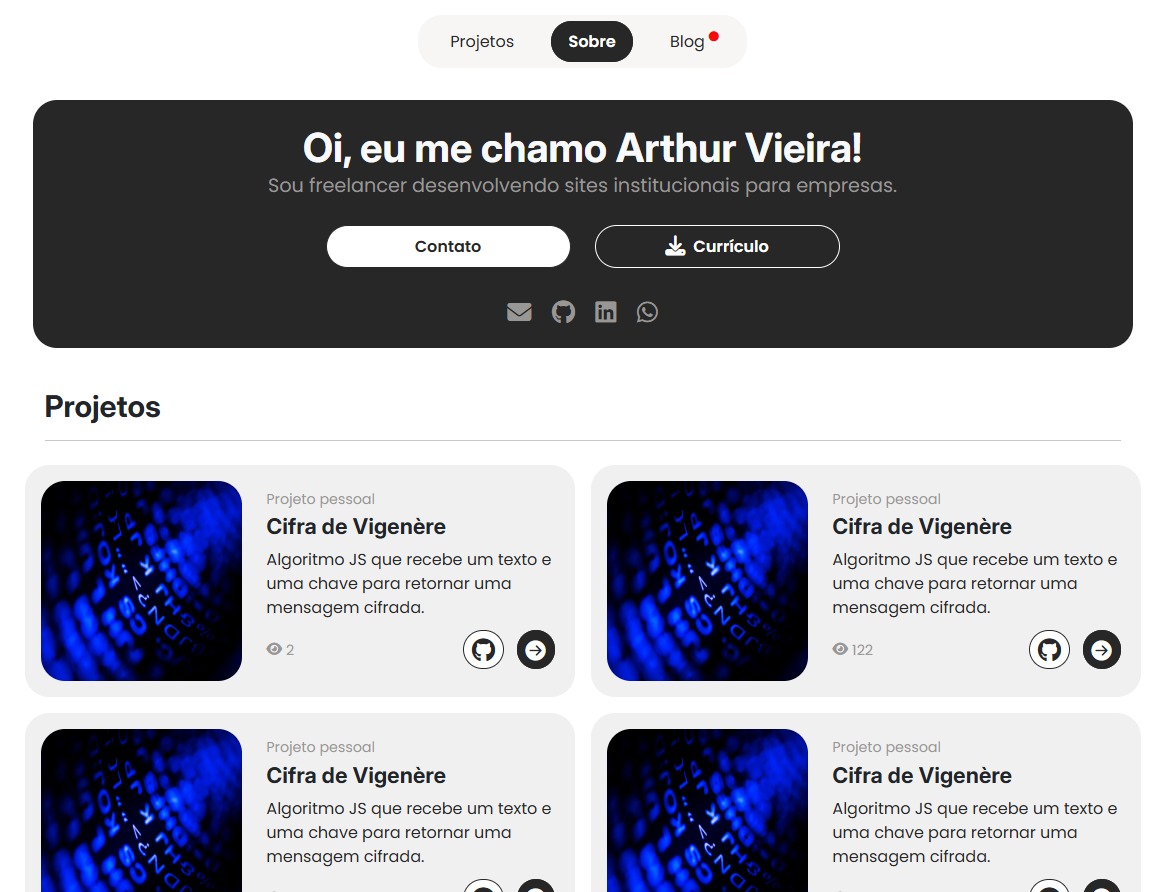 Projetos
Sobre
Blog
Oi, eu me chamo Arthur Vieira!
Sou freelancer desenvolvendo sites institucionais para empresas.
Contato
Currículo
Projetos
Projeto pessoal
Cifra de Vigenère
Algoritmo JS que recebe um texto e
uma chave para retornar uma
mensagem cifrada.
2
Projeto pessoal
Cifra de Vigenère
Algoritmo JS que recebe um texto e
uma chave para retornar uma
mensagem cifrada.
122
Projeto pessoal
Cifra de Vigenère
Algoritmo JS que recebe um texto e
uma chave para retornar uma
mensagem cifrada.
Projeto pessoal
Cifra de Vigenère
Algoritmo JS que recebe um texto e
uma chave para retornar uma
mensagem cifrada.